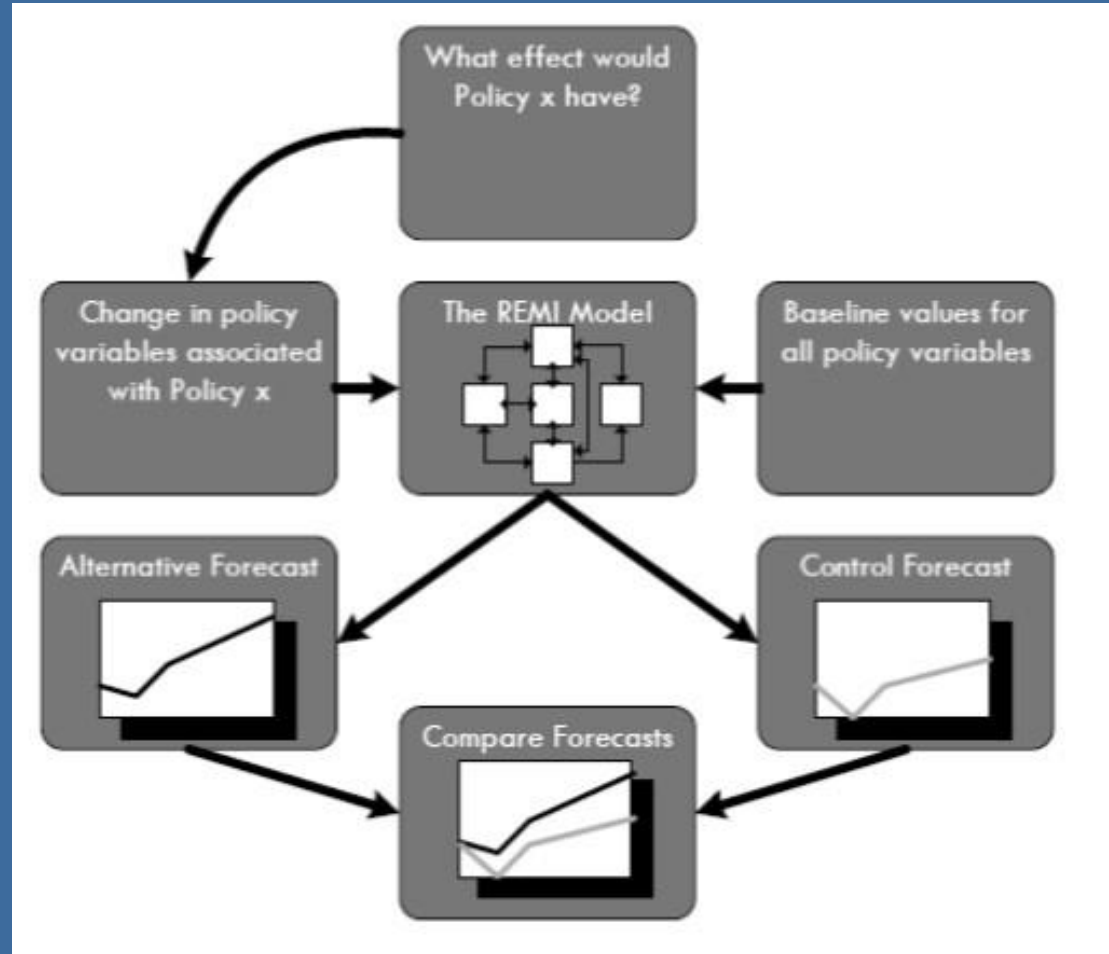 What effect would
Policy x have?
Change in policy
variables associated
with Policy x
The REMI Model
Baseline values for
all policy variables
Alternative Forecast
Control Forecast
Compare Forecasts